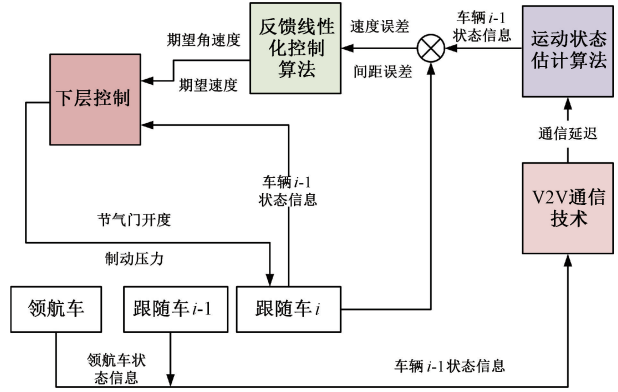 反馈线性
化控制
算法
速度误差
间距误差
车辆i-1
状态信息
运动状态
估计算法
期望角速度
期望速度
下层控制
通信延迟
车辆i-1
状态信息
V2V通信
技术
节气门开度
制动压力
领航车
跟随车i-1
跟随车i
领航车状
态信息
车辆i-1状态信息